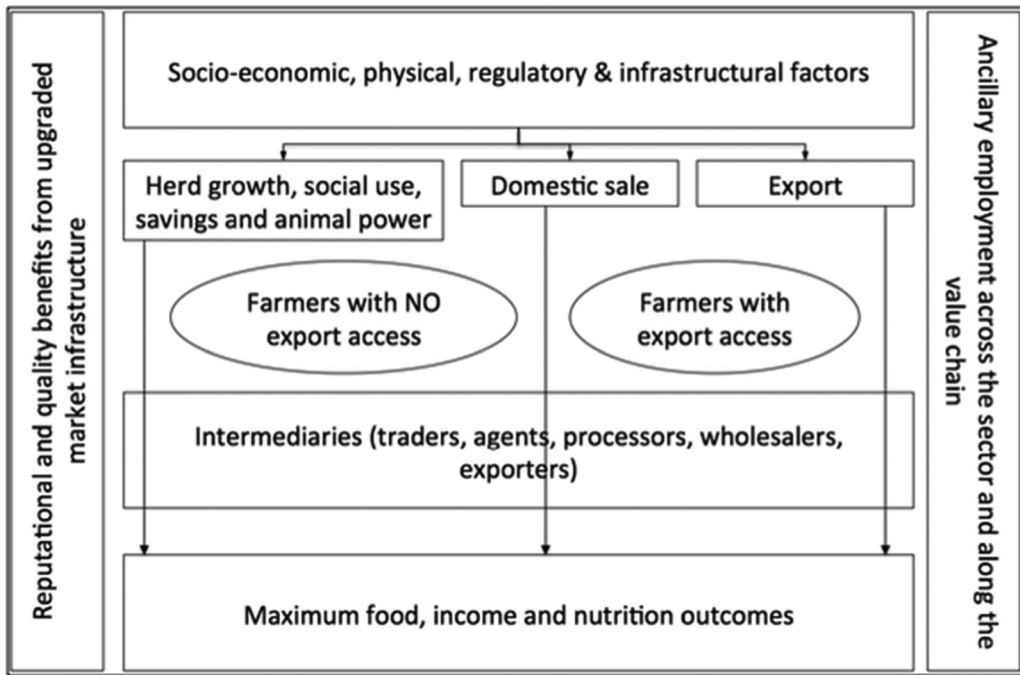 Reputational and quality benefits from upgraded
market infrastructure
Socio-economic, physical, regulatory & infrastructural factors
Herd growth, social use,
savings and animal power
Domestic sale
Export
Farmers with NO
export access
Farmers with
export access
Intermediaries (traders, agents, processors, wholesalers,
exporters)
Maximum food, income and nutrition outcomes
Ancillary employment across the sector and along the
value chain